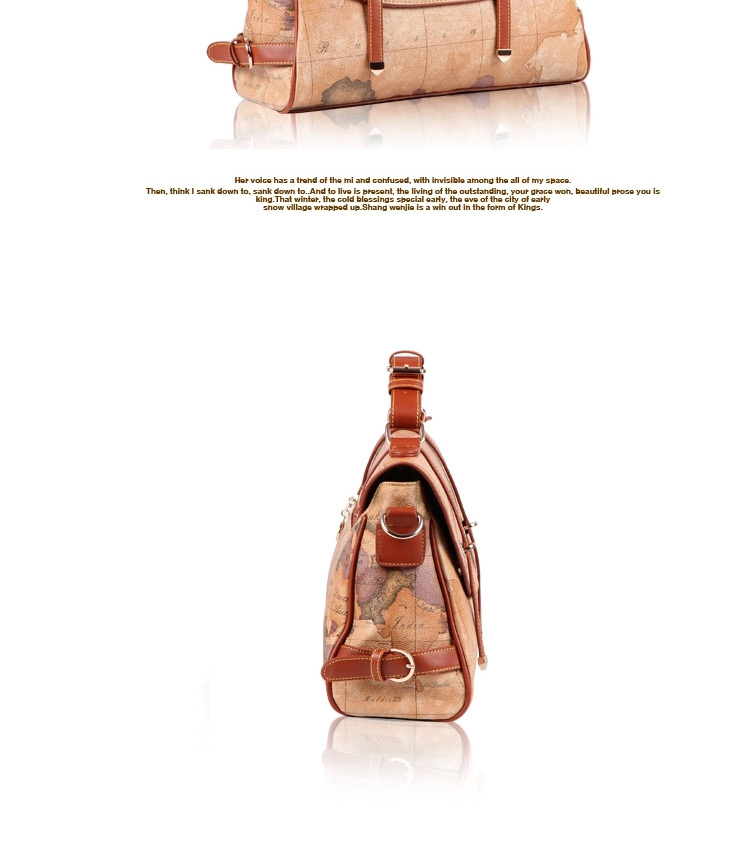 Russia
Her voice has a trend of the mi and confused, with invisible among the all of my space.
Then, think I sank down to, sank down to..And to live is present, the living of the outstanding, your grace won, beautiful prose you is
king.That winter, the cold blessings special early, the eve of the city of early
snow village wrapped up.Shang wenjie is a win out in the form of Kings.
India